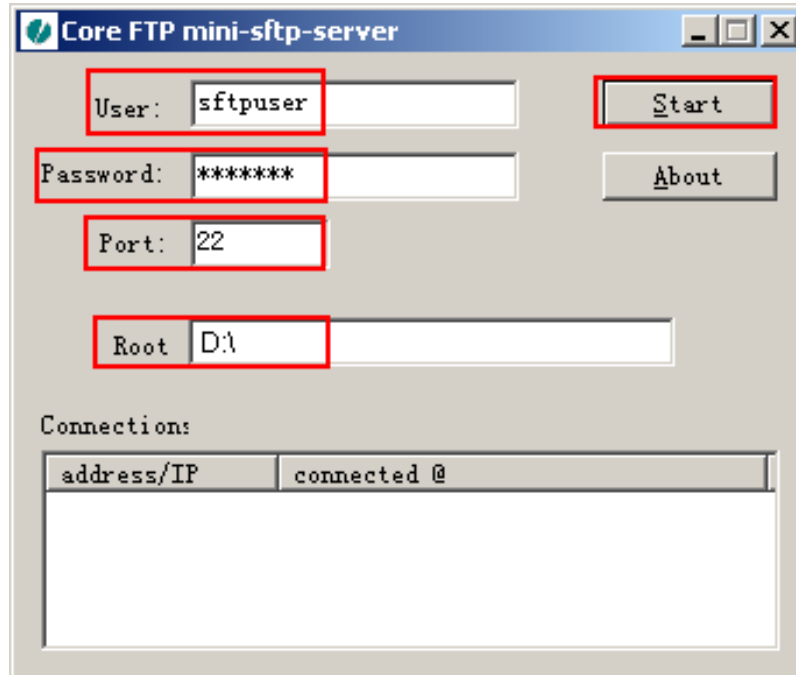 Core FTP mini-sftp-server
User: sftpuser
Start
Password: *******
About
Port: 22
Root D:\
Connections
address/IP connected @